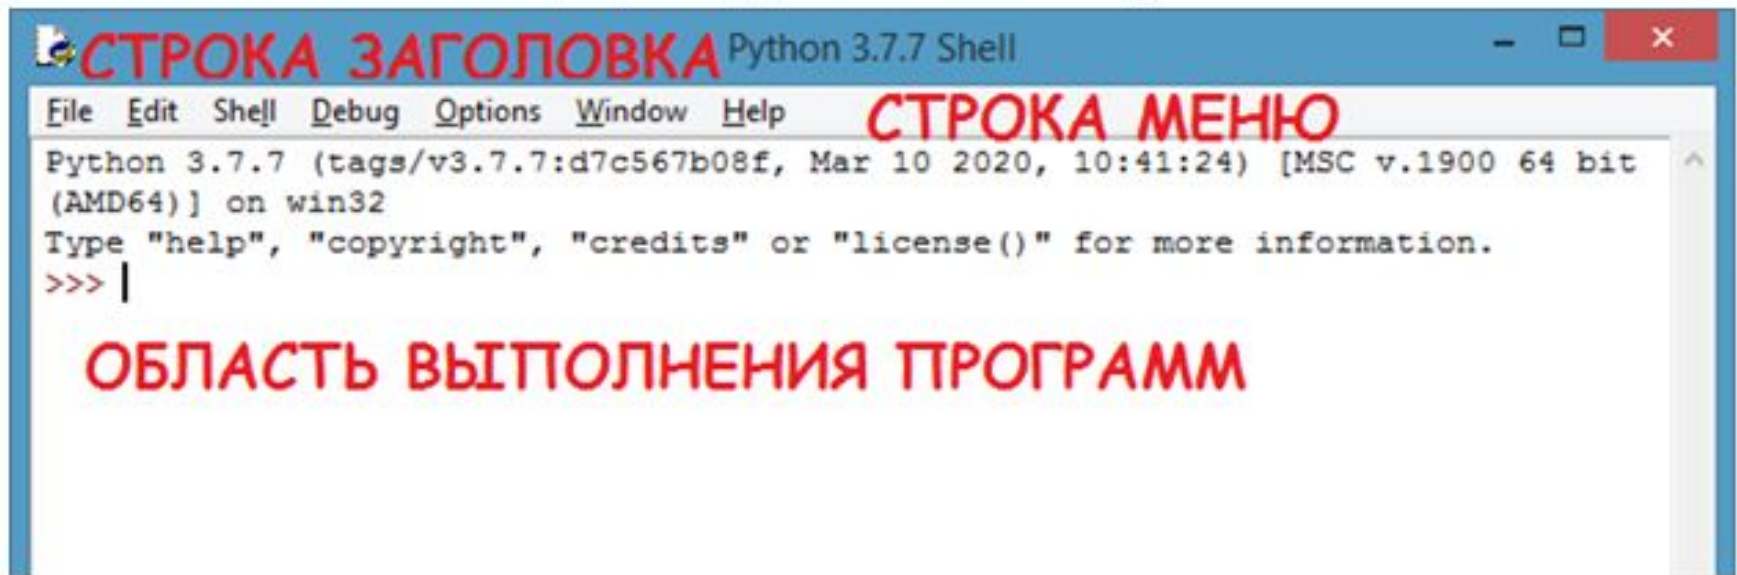 СТРОКА ЗАГОЛОВКА Python 3.7.7 Shell
File Edit Shell Debug Options Window Help СТРОКА МЕНЮ
Python 3.7.7 (tags/v3.7.7:d7c567b08f, Mar 10 2020, 10:41:24) [MSC v.1900 64 bit
(AMD64)] on win32
Type "help", "copyright", "credits" or "license()" for more information.
>>>
ОБЛАСТЬ ВЫПОЛНЕНИЯ ПРОГРАММ